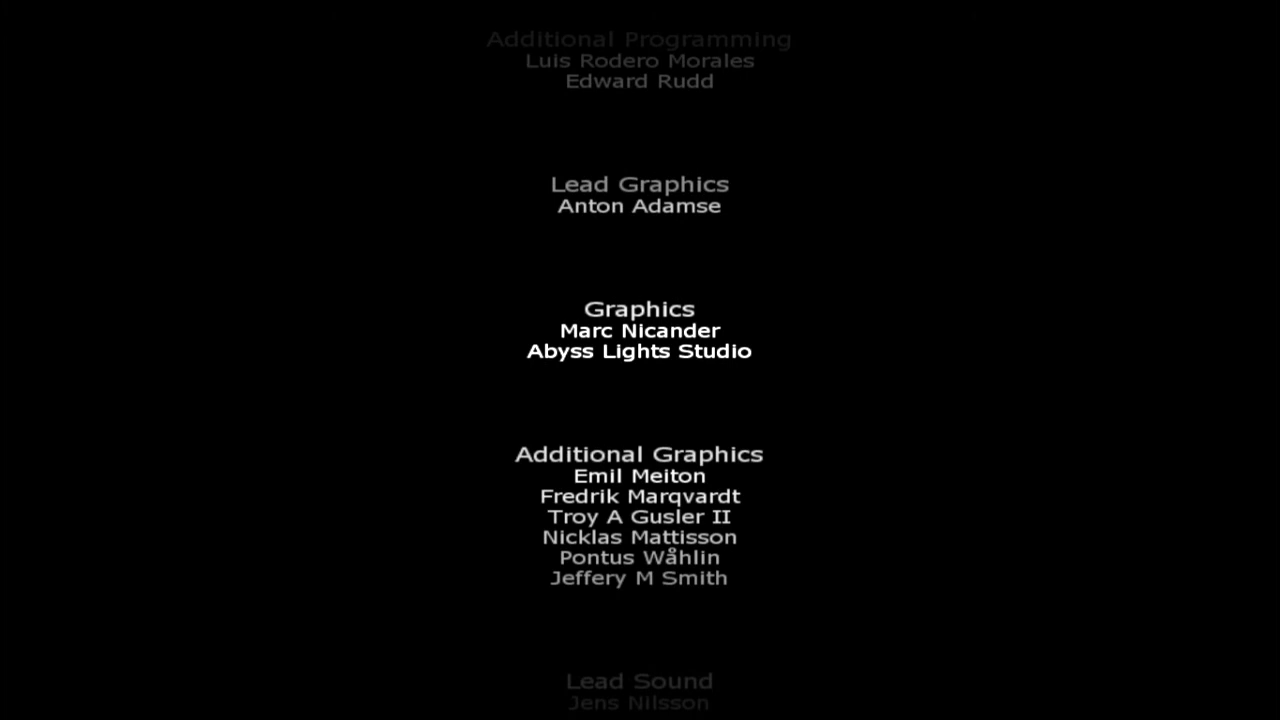 Additional Programming
Luis Rodero Morales
Edward Rudd
Lead Graphics
Anton Adamse
Graphics
Marc Nicander
Abyss Lights Studio
Additional Graphics
Emil Meiton
Fredrik Marqvardt
Troy A Gusler II
Nicklas Mattisson
Pontus Wåhlin
Jeffery M Smith
Lead Sound
Jens Nilsson